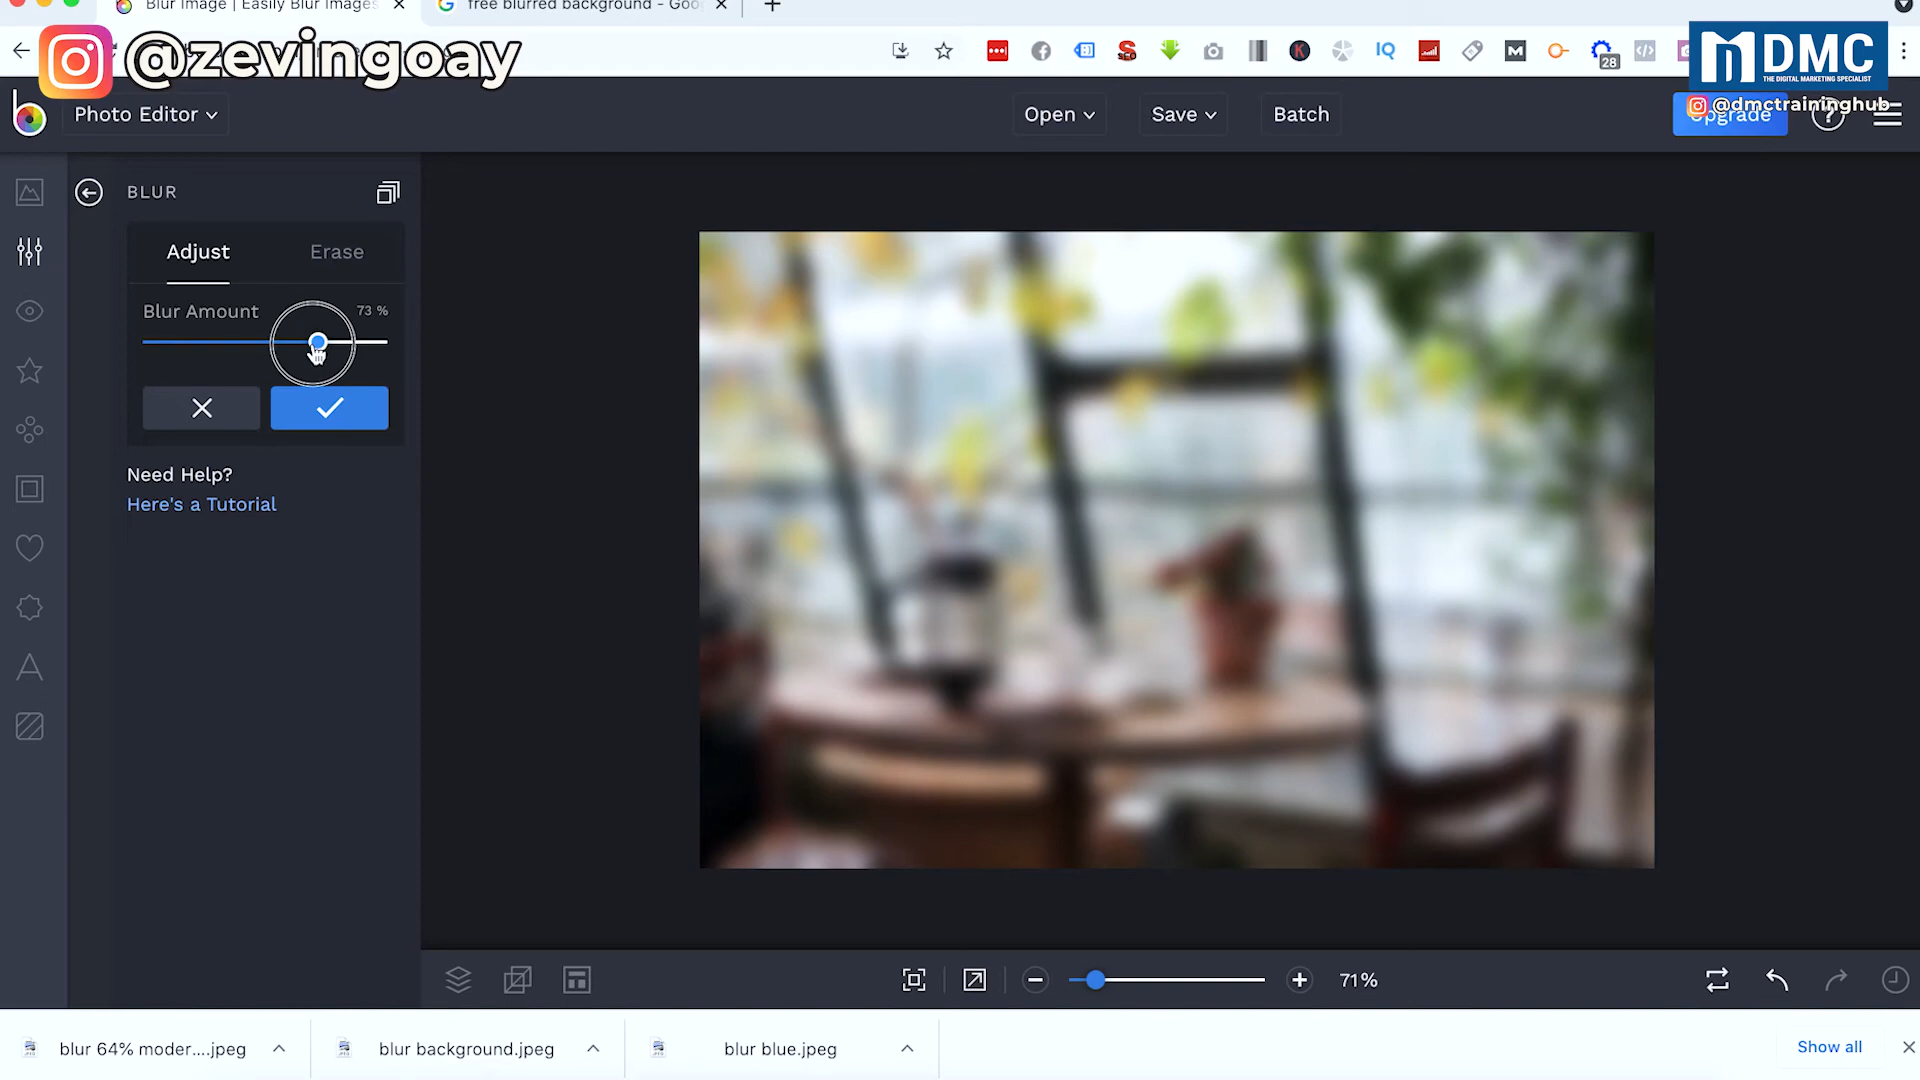 Blur Image | Easily Blur Images
free blurred background - Goo
@zevingoay
IQ
28
DMC
THE DIGITAL MARKETING SPECIALIST
@dmctraininghub
Photo Editor
Open
Save
Batch
Upgrade
?
BLUR
Adjust
Erase
Blur Amount
73 %
Need Help?
Here's a Tutorial
71%
blur 64% moder....jpeg
blur background.jpeg
blur blue.jpeg
Show all